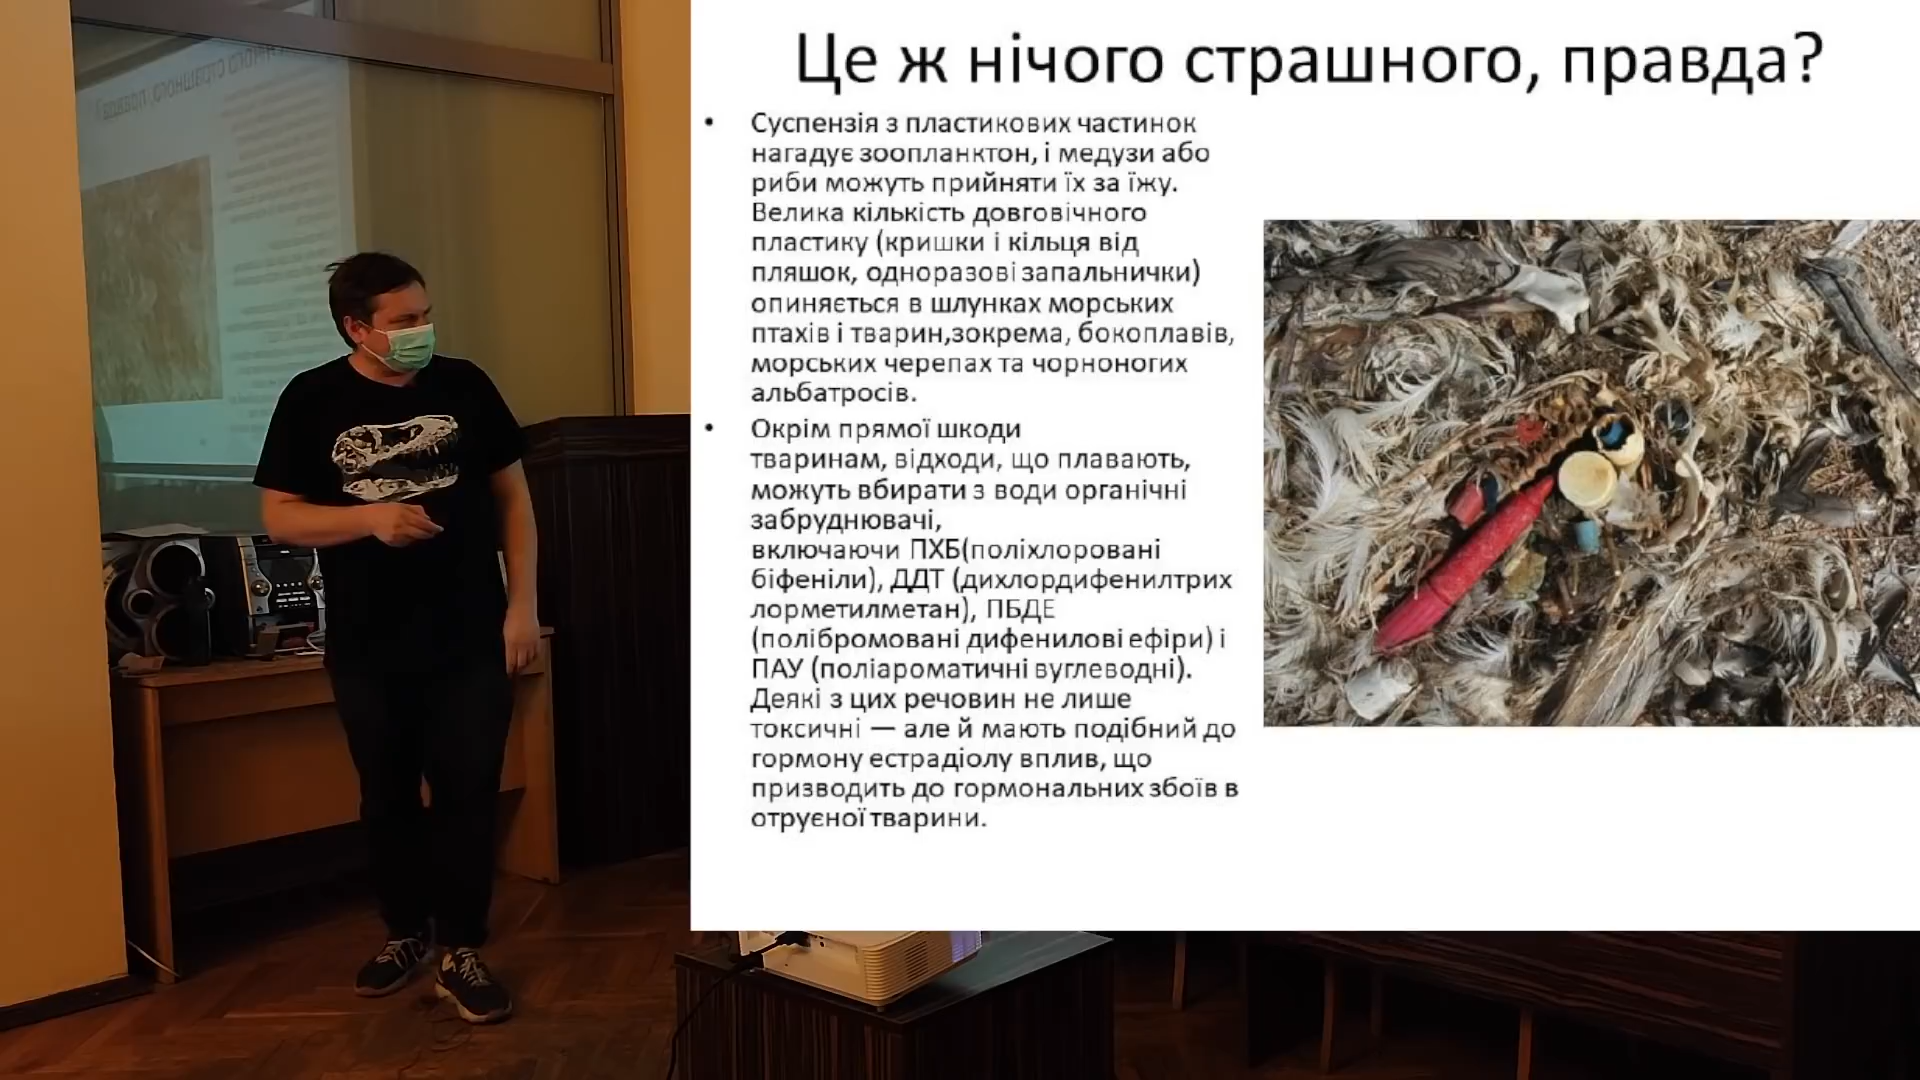 Це ж нічого страшного, правда?
• Суспензія з пластикових частинок
нагадує зоопланктон, і медузи або
риби можуть прийняти їх за їжу.
Велика кількість довговічного
пластику (кришки і кільця від
пляшок, одноразові запальнички)
опиняється в шлунках морських
птахів і тварин,зокрема, бокоплавів,
морських черепах та чорноногих
альбатросів.
• Окрім прямої шкоди
тваринам, відходи, що плавають,
можуть вбирати з води органічні
забруднювачі,
включаючи ПХБ(поліхлоровані
біфеніли), ДДТ (дихлордифенилтрих
лорметилметан), ПБДЕ
(полібромовані дифенилові ефіри) і
ПАУ (поліароматичні вуглеводні).
Деякі з цих речовин не лише
токсичні — але й мають подібний до
гормону естрадіолу вплив, що
призводить до гормональних збоїв в
отруєної тварини.